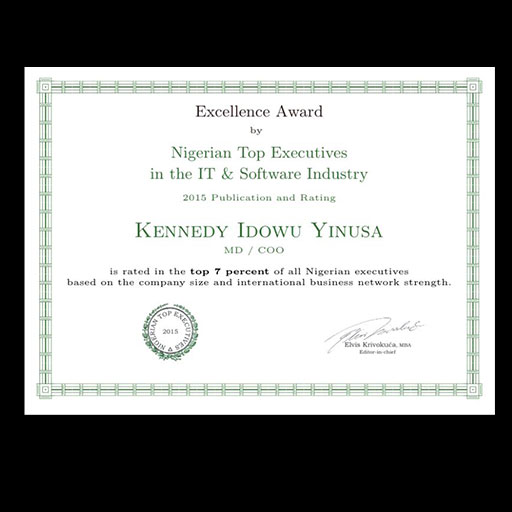 Excellence Award
by
Nigerian Top Executives
in the IT & Software Industry
2015 Publication and Rating
Kennedy Idowu Yinusa
MD / COO
is rated in the top 7 percent of all Nigerian executives
based on the company size and international business network strength.
NIGERIAN TOP EXECUTIVES
2015
Elvis Krivokuća, MBA
Editor-in-chief